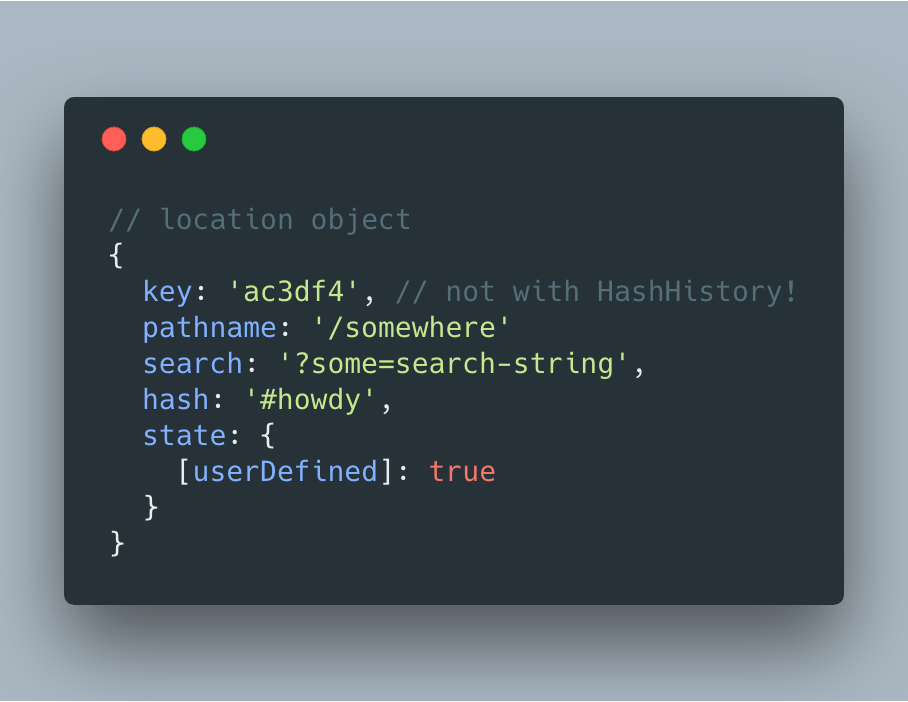 // location object
{
  key: 'ac3df4', // not with HashHistory!
  pathname: '/somewhere'
  search: '?some=search-string',
  hash: '#howdy',
  state: {
    [userDefined]: true
  }
}